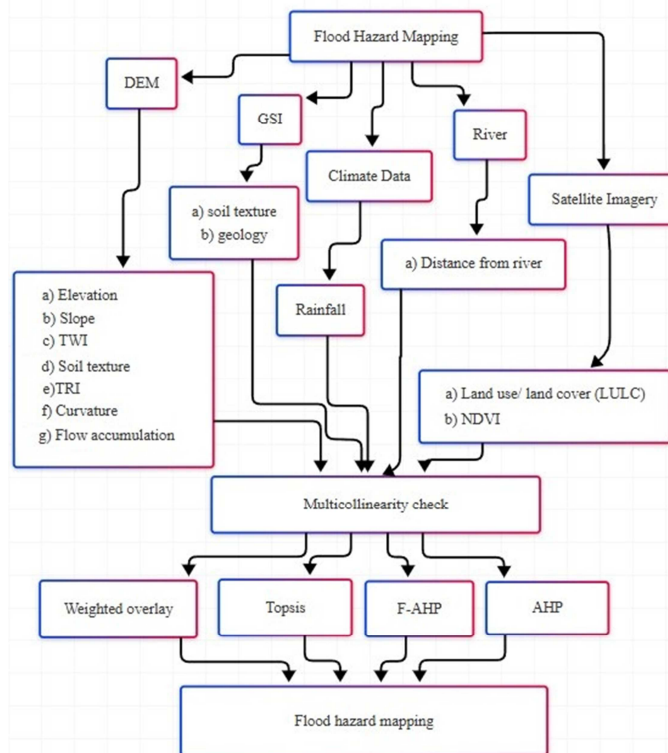 Flood Hazard Mapping
DEM
GSI
River
Climate Data
Satellite Imagery
a) soil texture
b) geology
a) Distance from river
Rainfall
a) Elevation
b) Slope
c) TWI
d) Soil texture
e)TRI
f) Curvature
g) Flow accumulation
a) Land use/ land cover (LULC)
b) NDVI
Multicollinearity check
Weighted overlay
Topsis
F-AHP
AHP
Flood hazard mapping